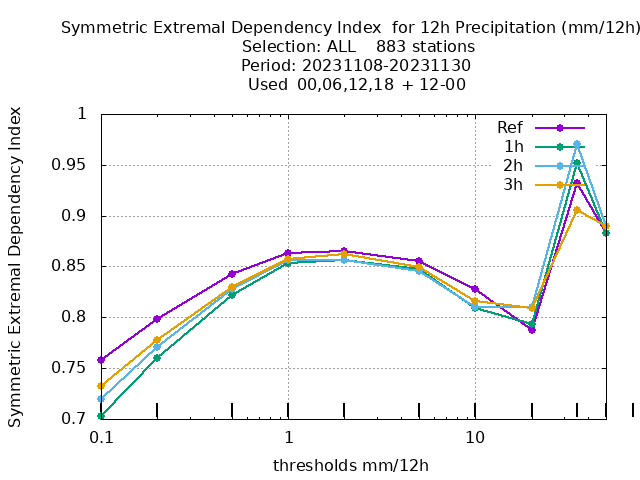 Symmetric Extremal Dependency Index  for 12h Precipitation (mm/12h)
Selection: ALL    883 stations
Period: 20231108-20231130
Used  00,06,12,18  + 12-00
Symmetric Extremal Dependency Index
1
0.95
0.9
0.85
0.8
0.75
0.7
Ref
1h
2h
3h
0.1
1
10
thresholds mm/12h